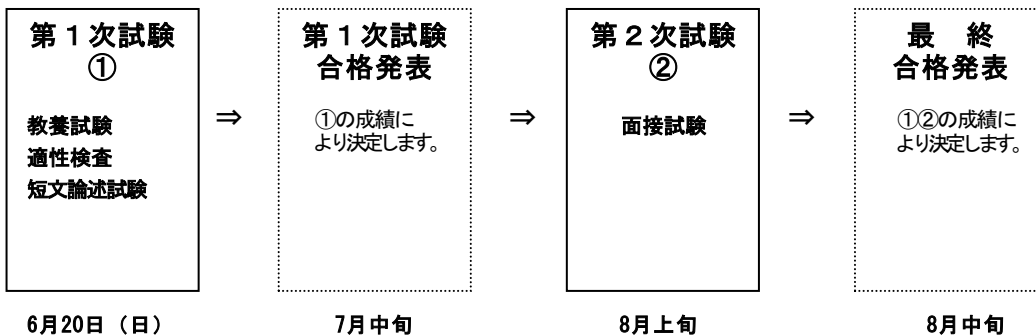 第１次試験
①
教養試験
適性検査
短文論述試験
6月20日（日）
⇒
第１次試験
合格発表
①の成績に
より決定します。
7月中旬
⇒
第２次試験
②
面接試験
8月上旬
⇒
最　終
合格発表
①②の成績に
より決定します。
8月中旬